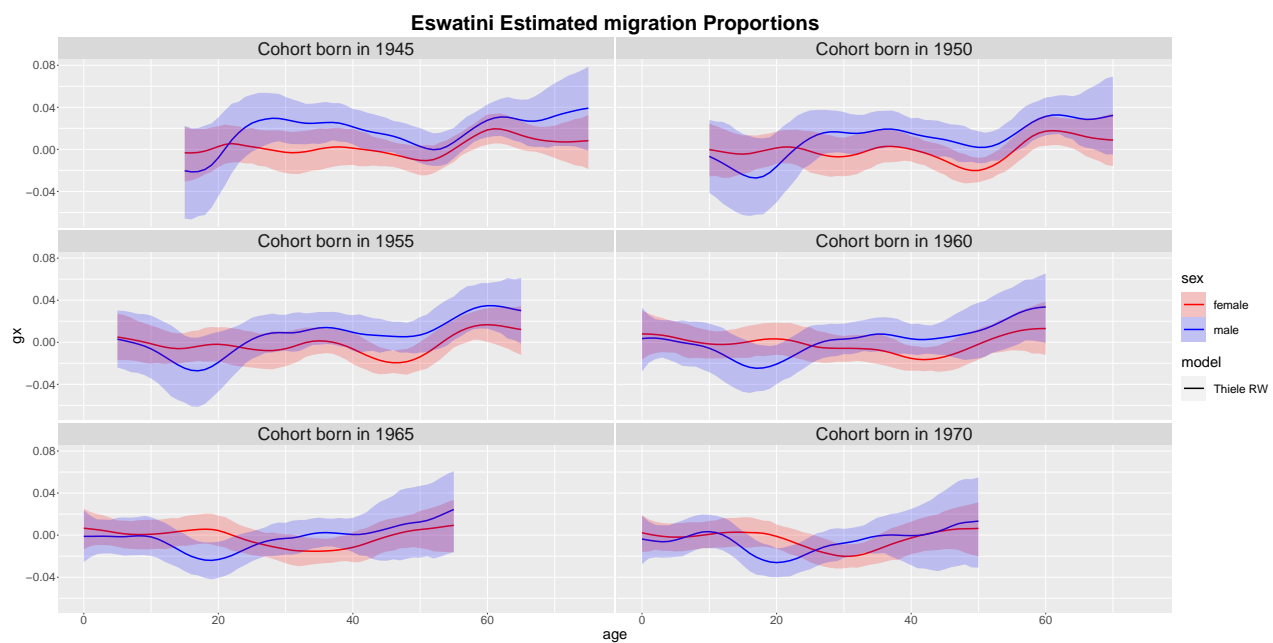 Eswatini Estimated migration Proportions
Cohort born in 1945
Cohort born in 1950
0.08
0.04
0.00
−0.04
Cohort born in 1955
Cohort born in 1960
0.08
0.04
0.00
−0.04
Cohort born in 1965
Cohort born in 1970
0.08
0.04
0.00
−0.04
0 20 40 60
0 20 40 60
age
gx
sex
female
male
model
Thiele RW